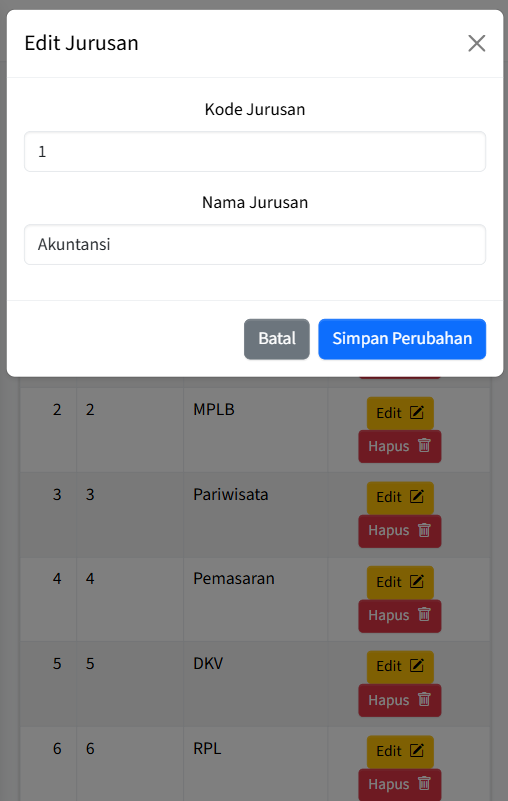 Edit Jurusan
Kode Jurusan
1
Nama Jurusan
Akuntansi
Batal Simpan Perubahan
2 2 MPLB Edit
Hapus
3 3 Pariwisata Edit
Hapus
4 4 Pemasaran Edit
Hapus
5 5 DKV Edit
Hapus
6 6 RPL Edit
Hapus